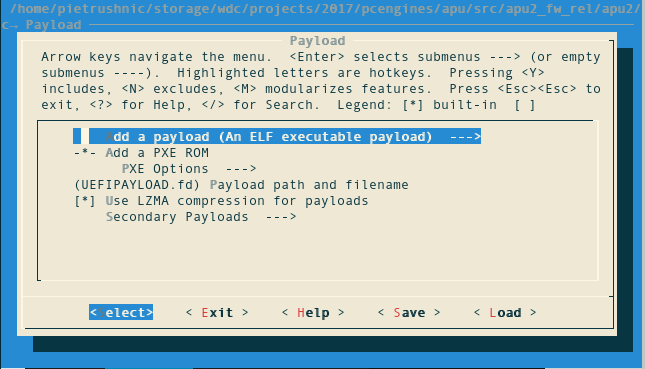 /home/pietrushnic/storage/wdc/projects/2017/pcengines/apu/src/apu2_fw_rel/apu2/
c→ Payload
Payload
Arrow keys navigate the menu.  <Enter> selects submenus ---> (or empty
submenus ----).  Highlighted letters are hotkeys.  Pressing <Y>
includes, <N> excludes, <M> modularizes features.  Press <Esc><Esc> to
exit, <?> for Help, </> for Search.  Legend: [*] built-in  [ ]
Add a payload (An ELF executable payload)  --->
-*- Add a PXE ROM
PXE Options  --->
(UEFIPAYLOAD.fd) Payload path and filename
[*] Use LZMA compression for payloads
Secondary Payloads  --->
< elect>    < Exit >    < Help >    < Save >    < Load >